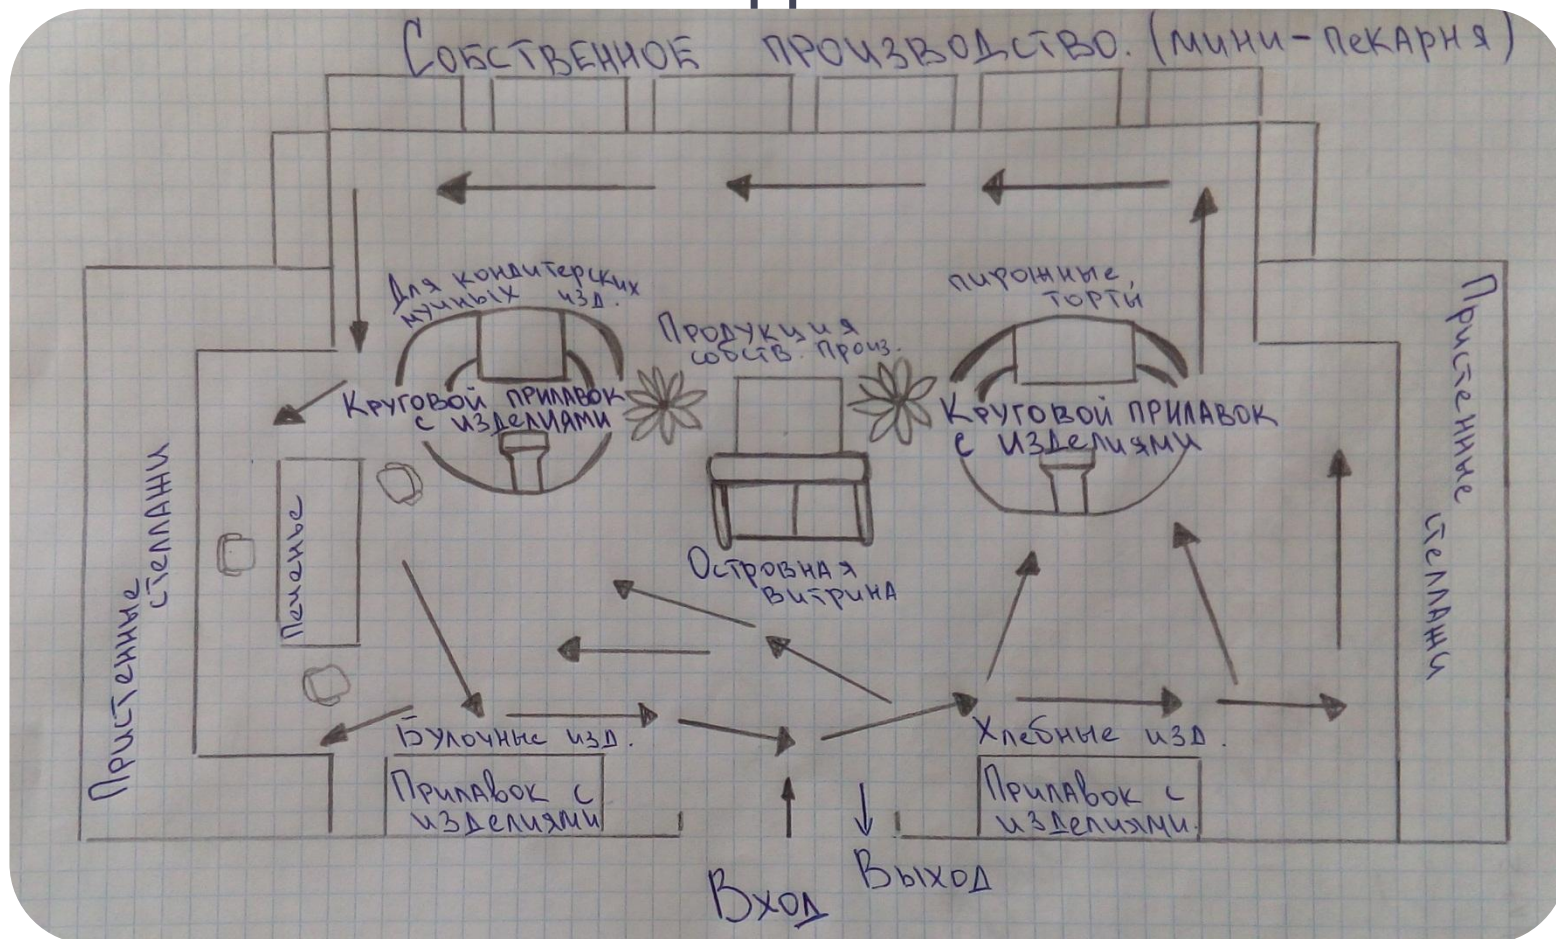 Собственное производство. (мини-пекарня)
Для кондитерских
мучных изд.
Круговой прилавок
с изделиями
Продукция
собств. произ.
пирожные,
торты
Круговой прилавок
с изделиями
Пристенные
стеллажи
Печенье
Островная
витрина
Пристенные
стеллажи
Булочные изд.
Прилавок с
изделиями
Хлебные изд.
Прилавок с
изделиями
Вход
Выход